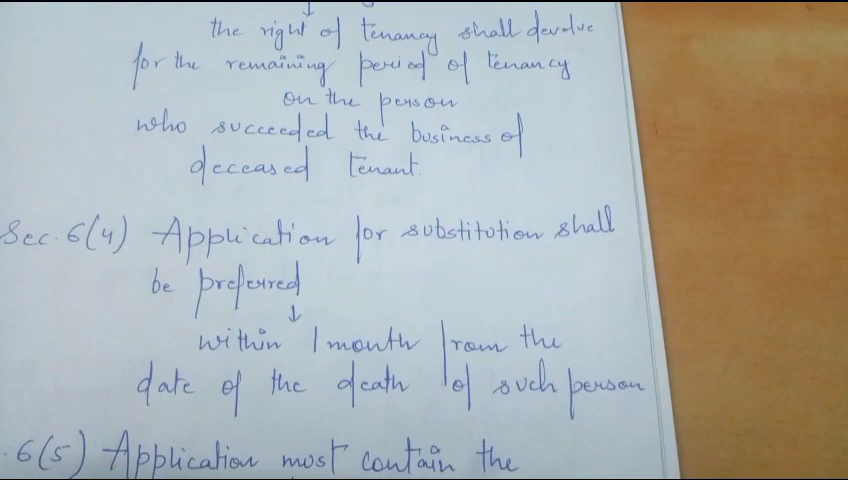 ↓
the right of tenancy shall devolve
for the remaining period of tenancy
on the person
who succeeded the business of
deceased tenant.
Sec. 6(4) Application for substitution shall
be preferred
↓
within 1 month from the
date of the death of such person
. 6(5) Application must contain the